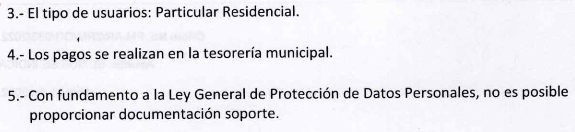 3.- El tipo de usuarios: Particular Residencial.
4.- Los pagos se realizan en la tesorería municipal.
5.- Con fundamento a la Ley General de Protección de Datos Personales, no es posible
proporcionar documentación soporte.